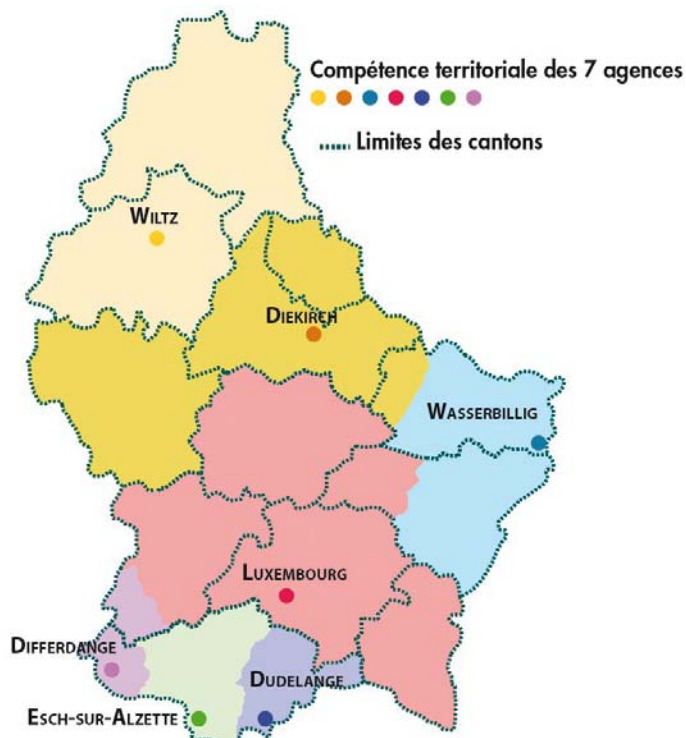 Compétence territoriale des 7 agences
Limites des cantons
WILTZ
DIEKIRCH
WASSERBILLIG
LUXEMBOURG
DIFFERDANGE
DUDELANGE
ESCH-SUR-ALZETTE